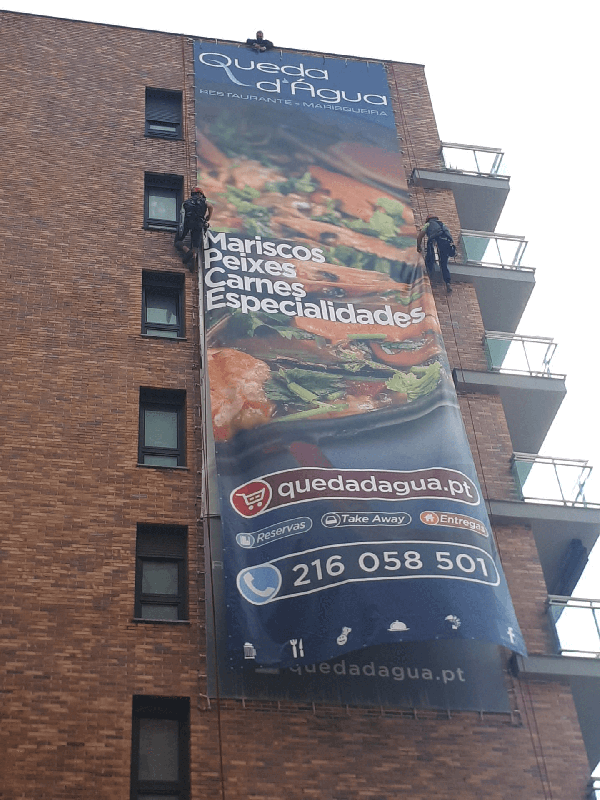 Queda
d'Água
RESTAURANTE - MARISQUEIRA
Mariscos
Peixes
Carnes
Especialidades
quedadagua.pt
Reservas
Take Away
Entregas
216 058 501
f
quedadagua.pt